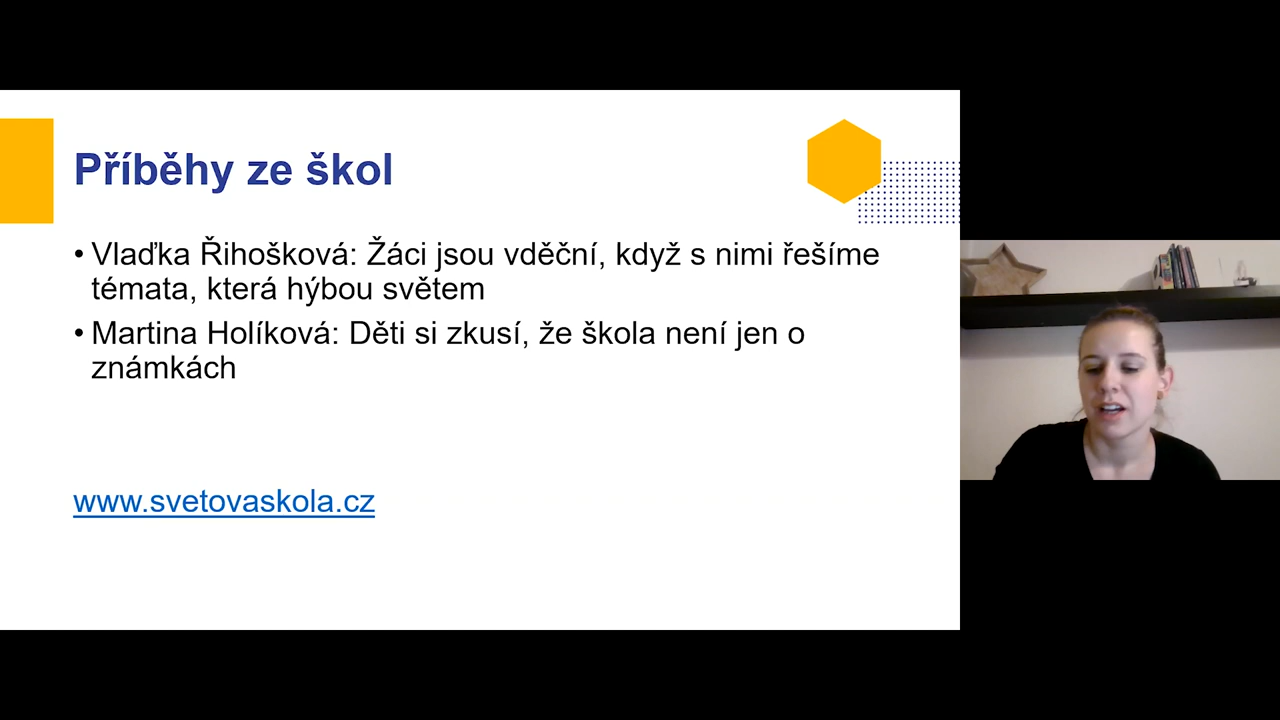 Příběhy ze škol
• Vlaďka Řihošková: Žáci jsou vděční, když s nimi řešíme
témata, která hýbou světem
• Martina Holíková: Děti si zkusí, že škola není jen o
známkách
www.svetovaskola.cz